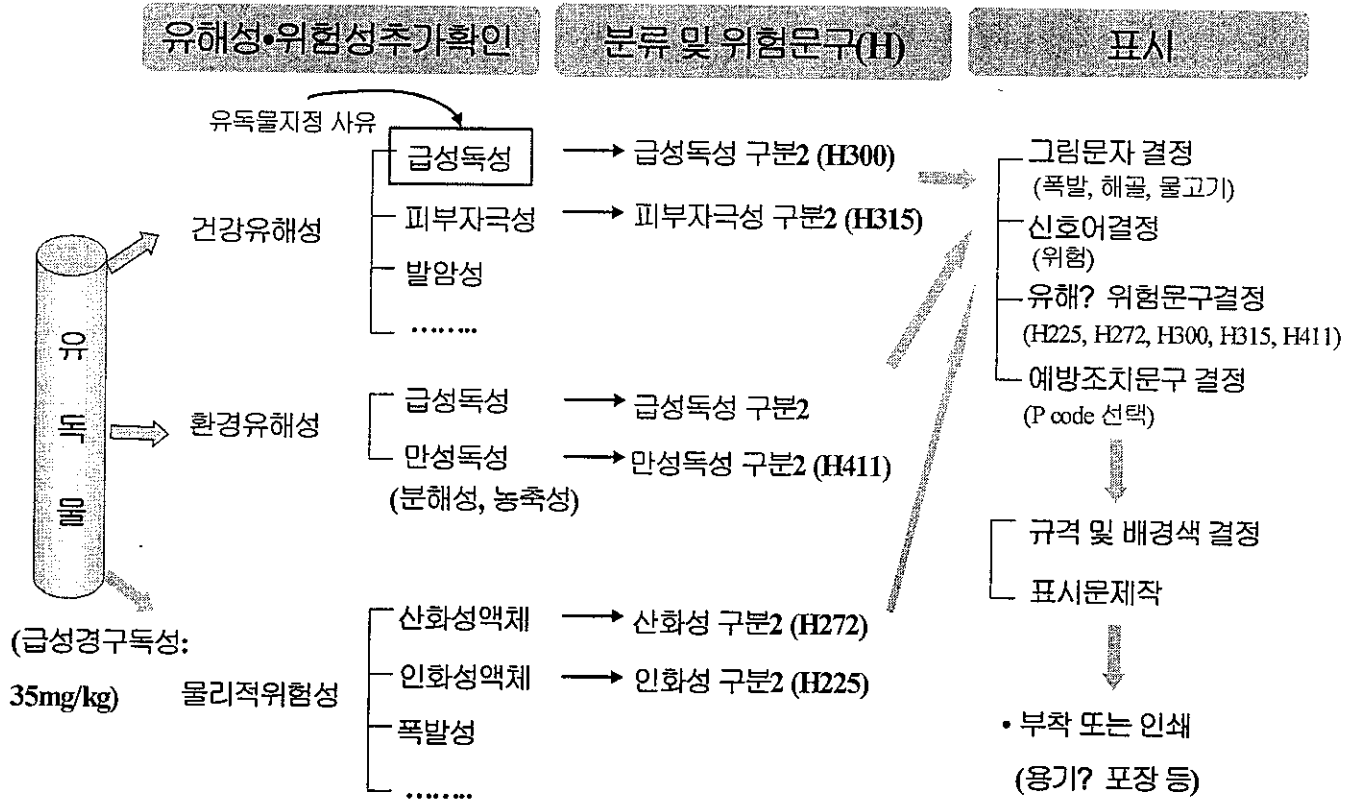 유해성•위험성추가확인
분류 및 위험문구(H)
표시
유독물지정 사유
급성독성
급성독성 구분2 (H300)
건강유해성
피부자극성
피부자극성 구분2 (H315)
발암성
........
유
독
물
환경유해성
급성독성
급성독성 구분2
만성독성
만성독성 구분2 (H411)
(분해성, 농축성)
(급성경구독성:
35mg/kg)
물리적위험성
산화성액체
산화성 구분2 (H272)
인화성액체
인화성 구분2 (H225)
폭발성
........
그림문자 결정
(폭발, 해골, 물고기)
신호어결정
(위험)
유해? 위험문구결정
(H225, H272, H300, H315, H411)
예방조치문구 결정
(P code 선택)
규격 및 배경색 결정
표시문제작
• 부착 또는 인쇄
(용기? 포장 등)